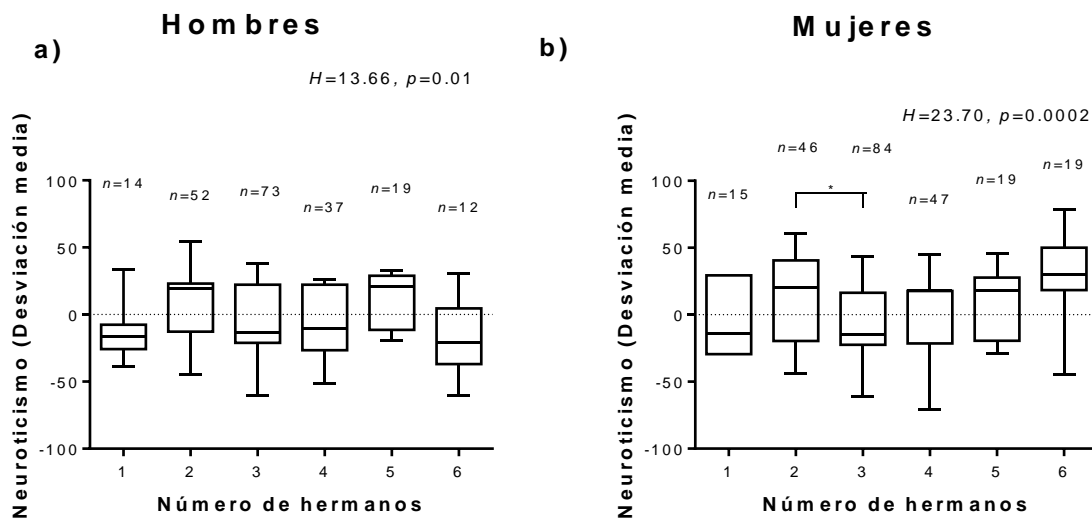 Hombres
a)
H=13.66, p=0.01
Neuroticismo (Desviación media)
100
50
0
-50
-100
n=14
n=52
n=73
n=37
n=19
n=12
1 2 3 4 5 6
Número de hermanos
Mujeres
b)
H=23.70, p=0.0002
Neuroticismo (Desviación media)
100
50
0
-50
-100
n=15
n=46
n=84
n=47
n=19
n=19
*
1 2 3 4 5 6
Número de hermanos